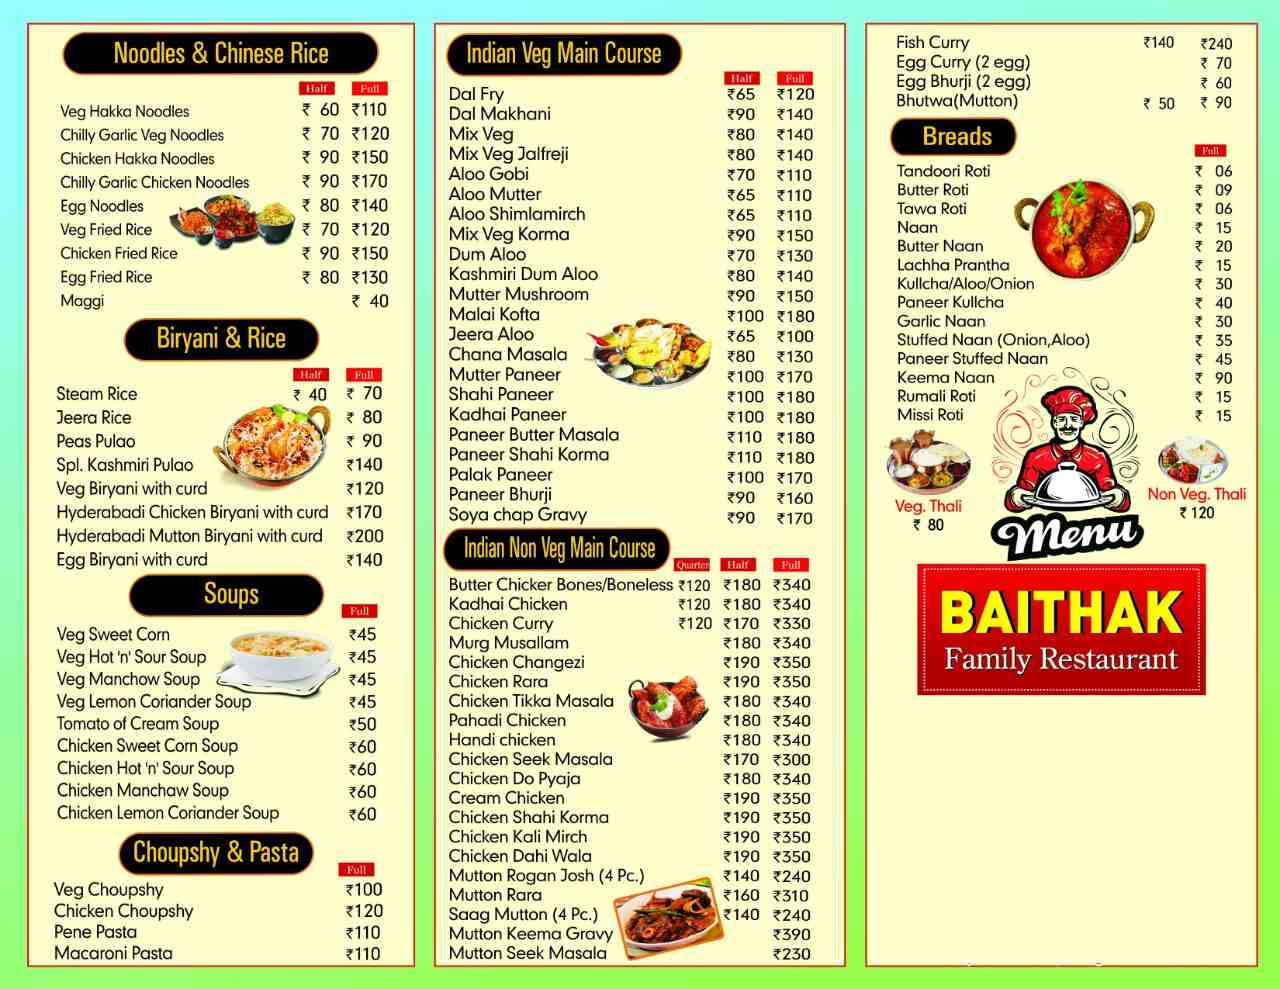 Noodles & Chinese Rice
Half Full
Veg Hakka Noodles ₹ 60 ₹110
Chilly Garlic Veg Noodles ₹ 70 ₹120
Chicken Hakka Noodles ₹ 90 ₹150
Chilly Garlic Chicken Noodles ₹ 90 ₹170
Egg Noodles ₹ 80 ₹140
Veg Fried Rice ₹ 70 ₹120
Chicken Fried Rice ₹ 90 ₹150
Egg Fried Rice ₹ 80 ₹130
Maggi ₹ 40
Biryani & Rice
Half Full
Steam Rice ₹ 40 ₹ 70
Jeera Rice ₹ 80
Peas Pulao ₹ 90
Spl. Kashmiri Pulao ₹140
Veg Biryani with curd ₹120
Hyderabadi Chicken Biryani with curd ₹170
Hyderabadi Mutton Biryani with curd ₹200
Egg Biryani with curd ₹140
Soups
Full
Veg Sweet Corn ₹45
Veg Hot 'n' Sour Soup ₹45
Veg Manchow Soup ₹45
Veg Lemon Coriander Soup ₹45
Tomato of Cream Soup ₹50
Chicken Sweet Corn Soup ₹60
Chicken Hot 'n' Sour Soup ₹60
Chicken Manchaw Soup ₹60
Chicken Lemon Coriander Soup ₹60
Choupshy & Pasta
Full
Veg Choupshy ₹100
Chicken Choupshy ₹120
Pene Pasta ₹110
Macaroni Pasta ₹110
Indian Veg Main Course
Half Full
Dal Fry ₹65 ₹120
Dal Makhani ₹90 ₹140
Mix Veg ₹80 ₹140
Mix Veg Jalfreji ₹80 ₹140
Aloo Gobi ₹70 ₹110
Aloo Mutter ₹65 ₹110
Aloo Shimlamirch ₹65 ₹110
Mix Veg Korma ₹90 ₹150
Dum Aloo ₹70 ₹130
Kashmiri Dum Aloo ₹80 ₹140
Mutter Mushroom ₹90 ₹150
Malai Kofta ₹100 ₹180
Jeera Aloo ₹65 ₹100
Chana Masala ₹80 ₹130
Mutter Paneer ₹100 ₹170
Shahi Paneer ₹100 ₹180
Kadhai Paneer ₹100 ₹180
Paneer Butter Masala ₹110 ₹180
Paneer Shahi Korma ₹110 ₹180
Palak Paneer ₹100 ₹170
Paneer Bhurji ₹90 ₹160
Soya chap Gravy ₹90 ₹170
Indian Non Veg Main Course
Quarter Half Full
Butter Chicker Bones/Boneless ₹120 ₹180 ₹340
Kadhai Chicken ₹120 ₹180 ₹340
Chicken Curry ₹120 ₹170 ₹330
Murg Musallam ₹180 ₹340
Chicken Changezi ₹190 ₹350
Chicken Rara ₹190 ₹350
Chicken Tikka Masala ₹180 ₹340
Pahadi Chicken ₹180 ₹340
Handi chicken ₹180 ₹340
Chicken Seek Masala ₹170 ₹300
Chicken Do Pyaja ₹180 ₹340
Cream Chicken ₹190 ₹350
Chicken Shahi Korma ₹190 ₹350
Chicken Kali Mirch ₹190 ₹350
Chicken Dahi Wala ₹190 ₹350
Mutton Rogan Josh (4 Pc.) ₹140 ₹240
Mutton Rara ₹160 ₹310
Saag Mutton (4 Pc.) ₹140 ₹240
Mutton Keema Gravy ₹390
Mutton Seek Masala ₹230
Fish Curry ₹140 ₹240
Egg Curry (2 egg) ₹ 70
Egg Bhurji (2 egg) ₹ 60
Bhutwa(Mutton) ₹ 50 ₹ 90
Breads
Full
Tandoori Roti ₹ 06
Butter Roti ₹ 09
Tawa Roti ₹ 06
Naan ₹ 15
Butter Naan ₹ 20
Lachha Prantha ₹ 15
Kullcha/Aloo/Onion ₹ 30
Paneer Kullcha ₹ 40
Garlic Naan ₹ 30
Stuffed Naan (Onion,Aloo) ₹ 35
Paneer Stuffed Naan ₹ 45
Keema Naan ₹ 90
Rumali Roti ₹ 15
Missi Roti ₹ 15
Veg. Thali
₹ 80
Non Veg. Thali
₹ 120
Menu
BAITHAK
Family Restaurant